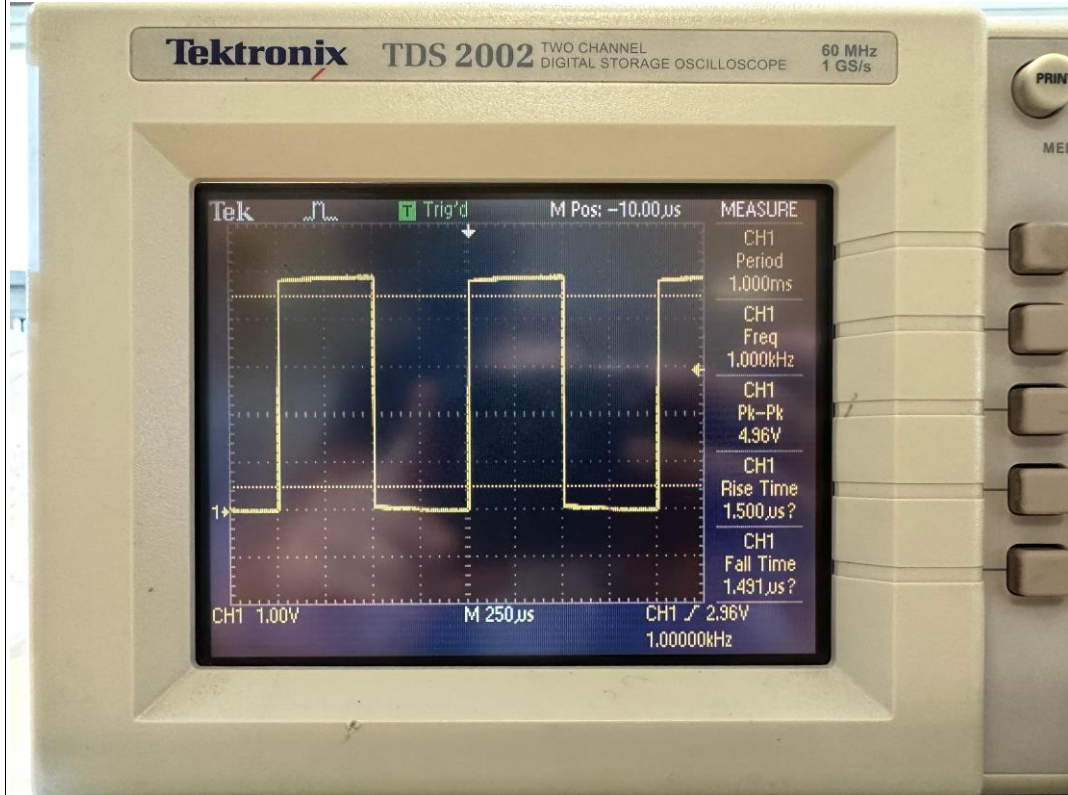 Tektronix TDS 2002 TWO CHANNEL
DIGITAL STORAGE OSCILLOSCOPE
60 MHz
1 GS/s
PRINT
Tek T Trig'd M Pos: -10.00µs MEASURE
CH1
Period
1.000ms
CH1
Freq
1.000kHz
CH1
Pk-Pk
4.96V
CH1
Rise Time
1.500µs?
CH1
Fall Time
1.491µs?
1
CH1 1.00V M 250µs CH1 2.96V
1.00000kHz